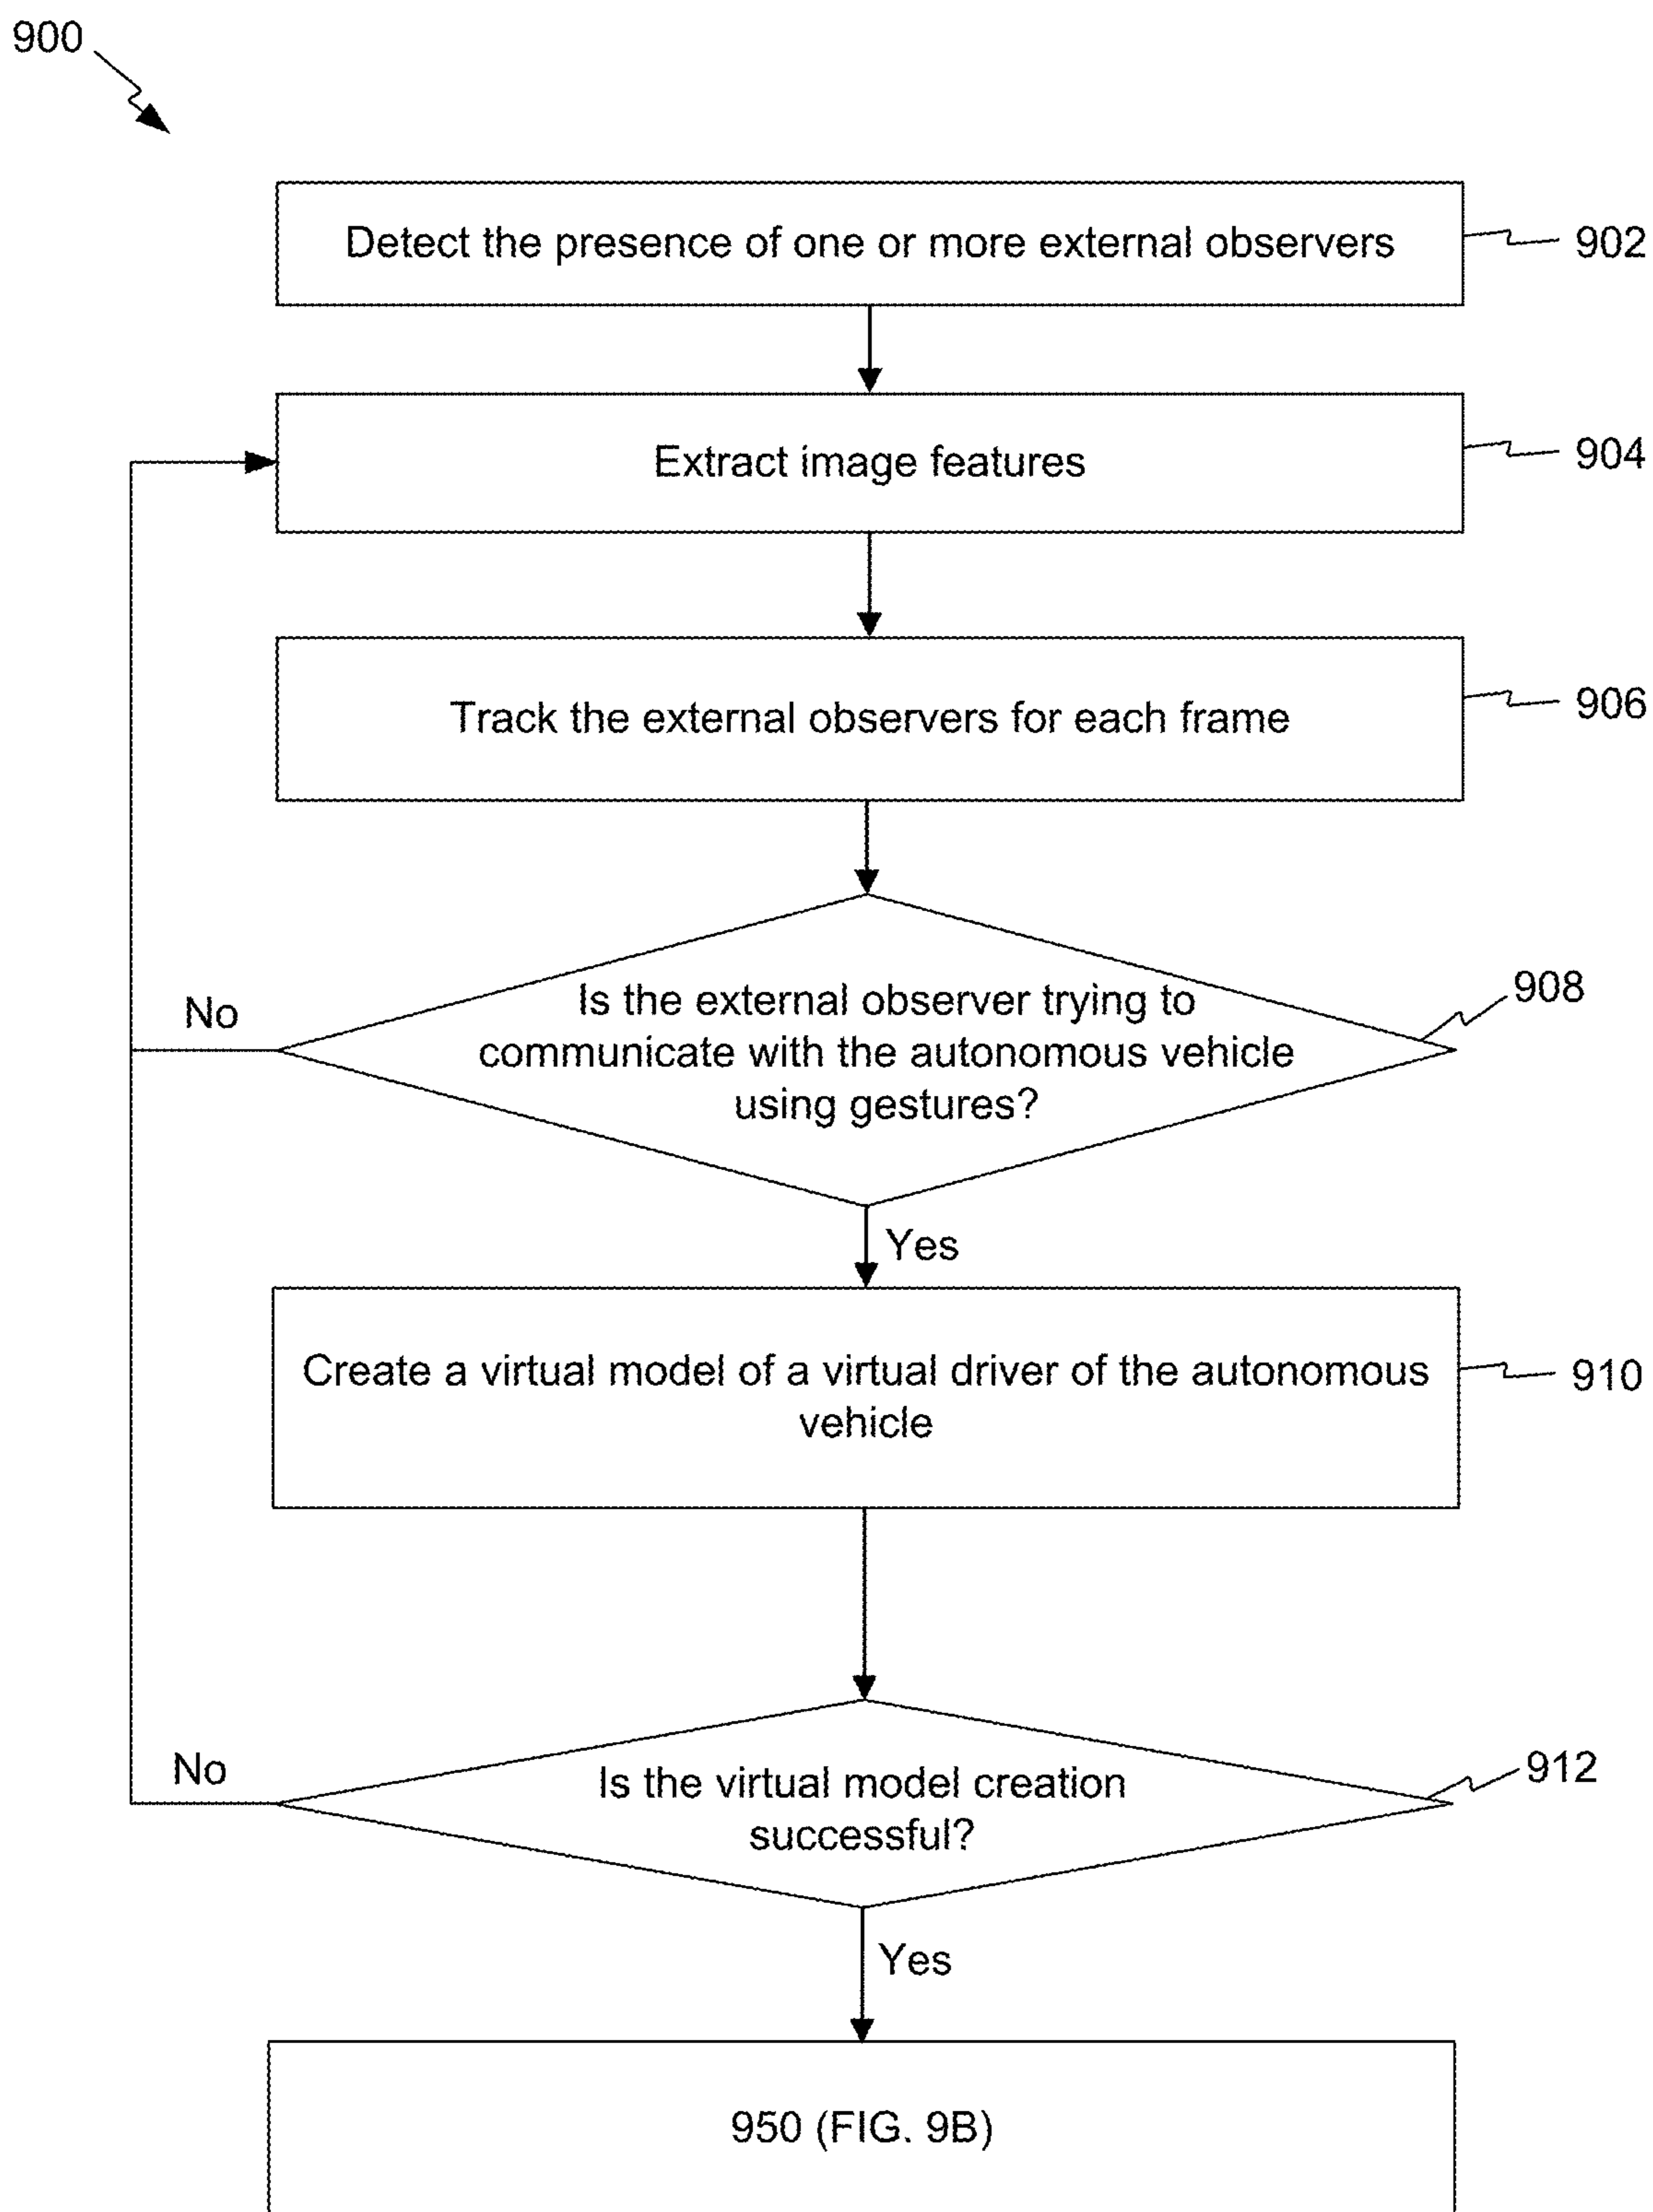 900
Detect the presence of one or more external observers
902
Extract image features
904
Track the external observers for each frame
906
Is the external observer trying to
communicate with the autonomous vehicle
using gestures?
908
No
Yes
Create a virtual model of a virtual driver of the autonomous
vehicle
910
Is the virtual model creation
successful?
912
No
Yes
950 (FIG. 9B)